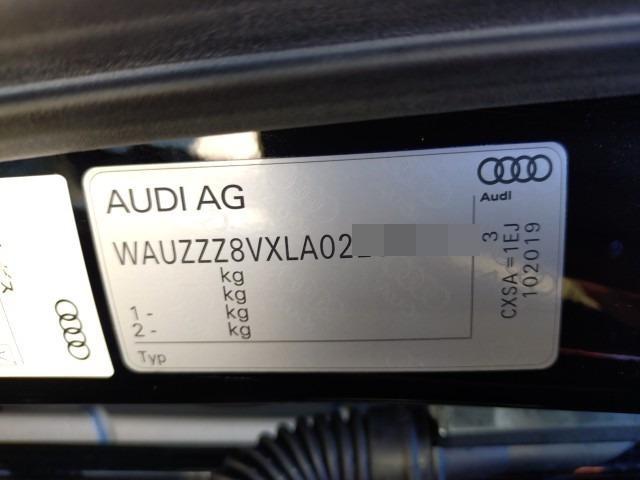 AUDI AG
Audi
WAUZZZ8VXLA02
kg
kg
1 - kg
2 - kg
Typ
3
CXSA =1EJ
102019